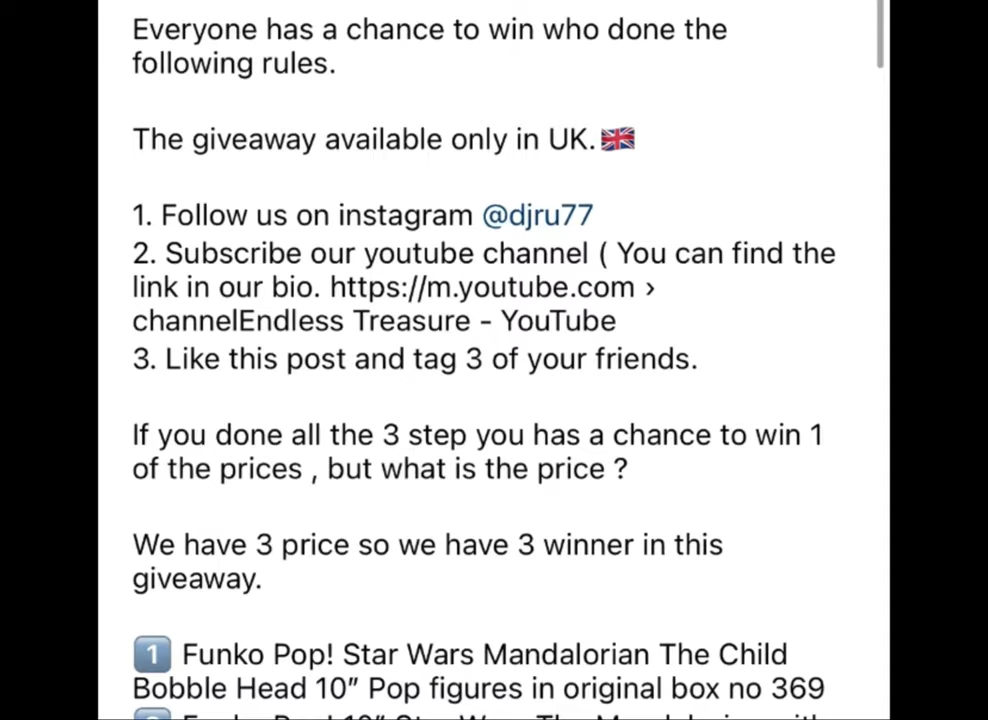 Everyone has a chance to win who done the
following rules.
The giveaway available only in UK.🇬🇧
1. Follow us on instagram @djru77
2. Subscribe our youtube channel ( You can find the
link in our bio. https://m.youtube.com ›
channelEndless Treasure - YouTube
3. Like this post and tag 3 of your friends.
If you done all the 3 step you has a chance to win 1
of the prices , but what is the price ?
We have 3 price so we have 3 winner in this
giveaway.
1️⃣ Funko Pop! Star Wars Mandalorian The Child
Bobble Head 10″ Pop figures in original box no 369